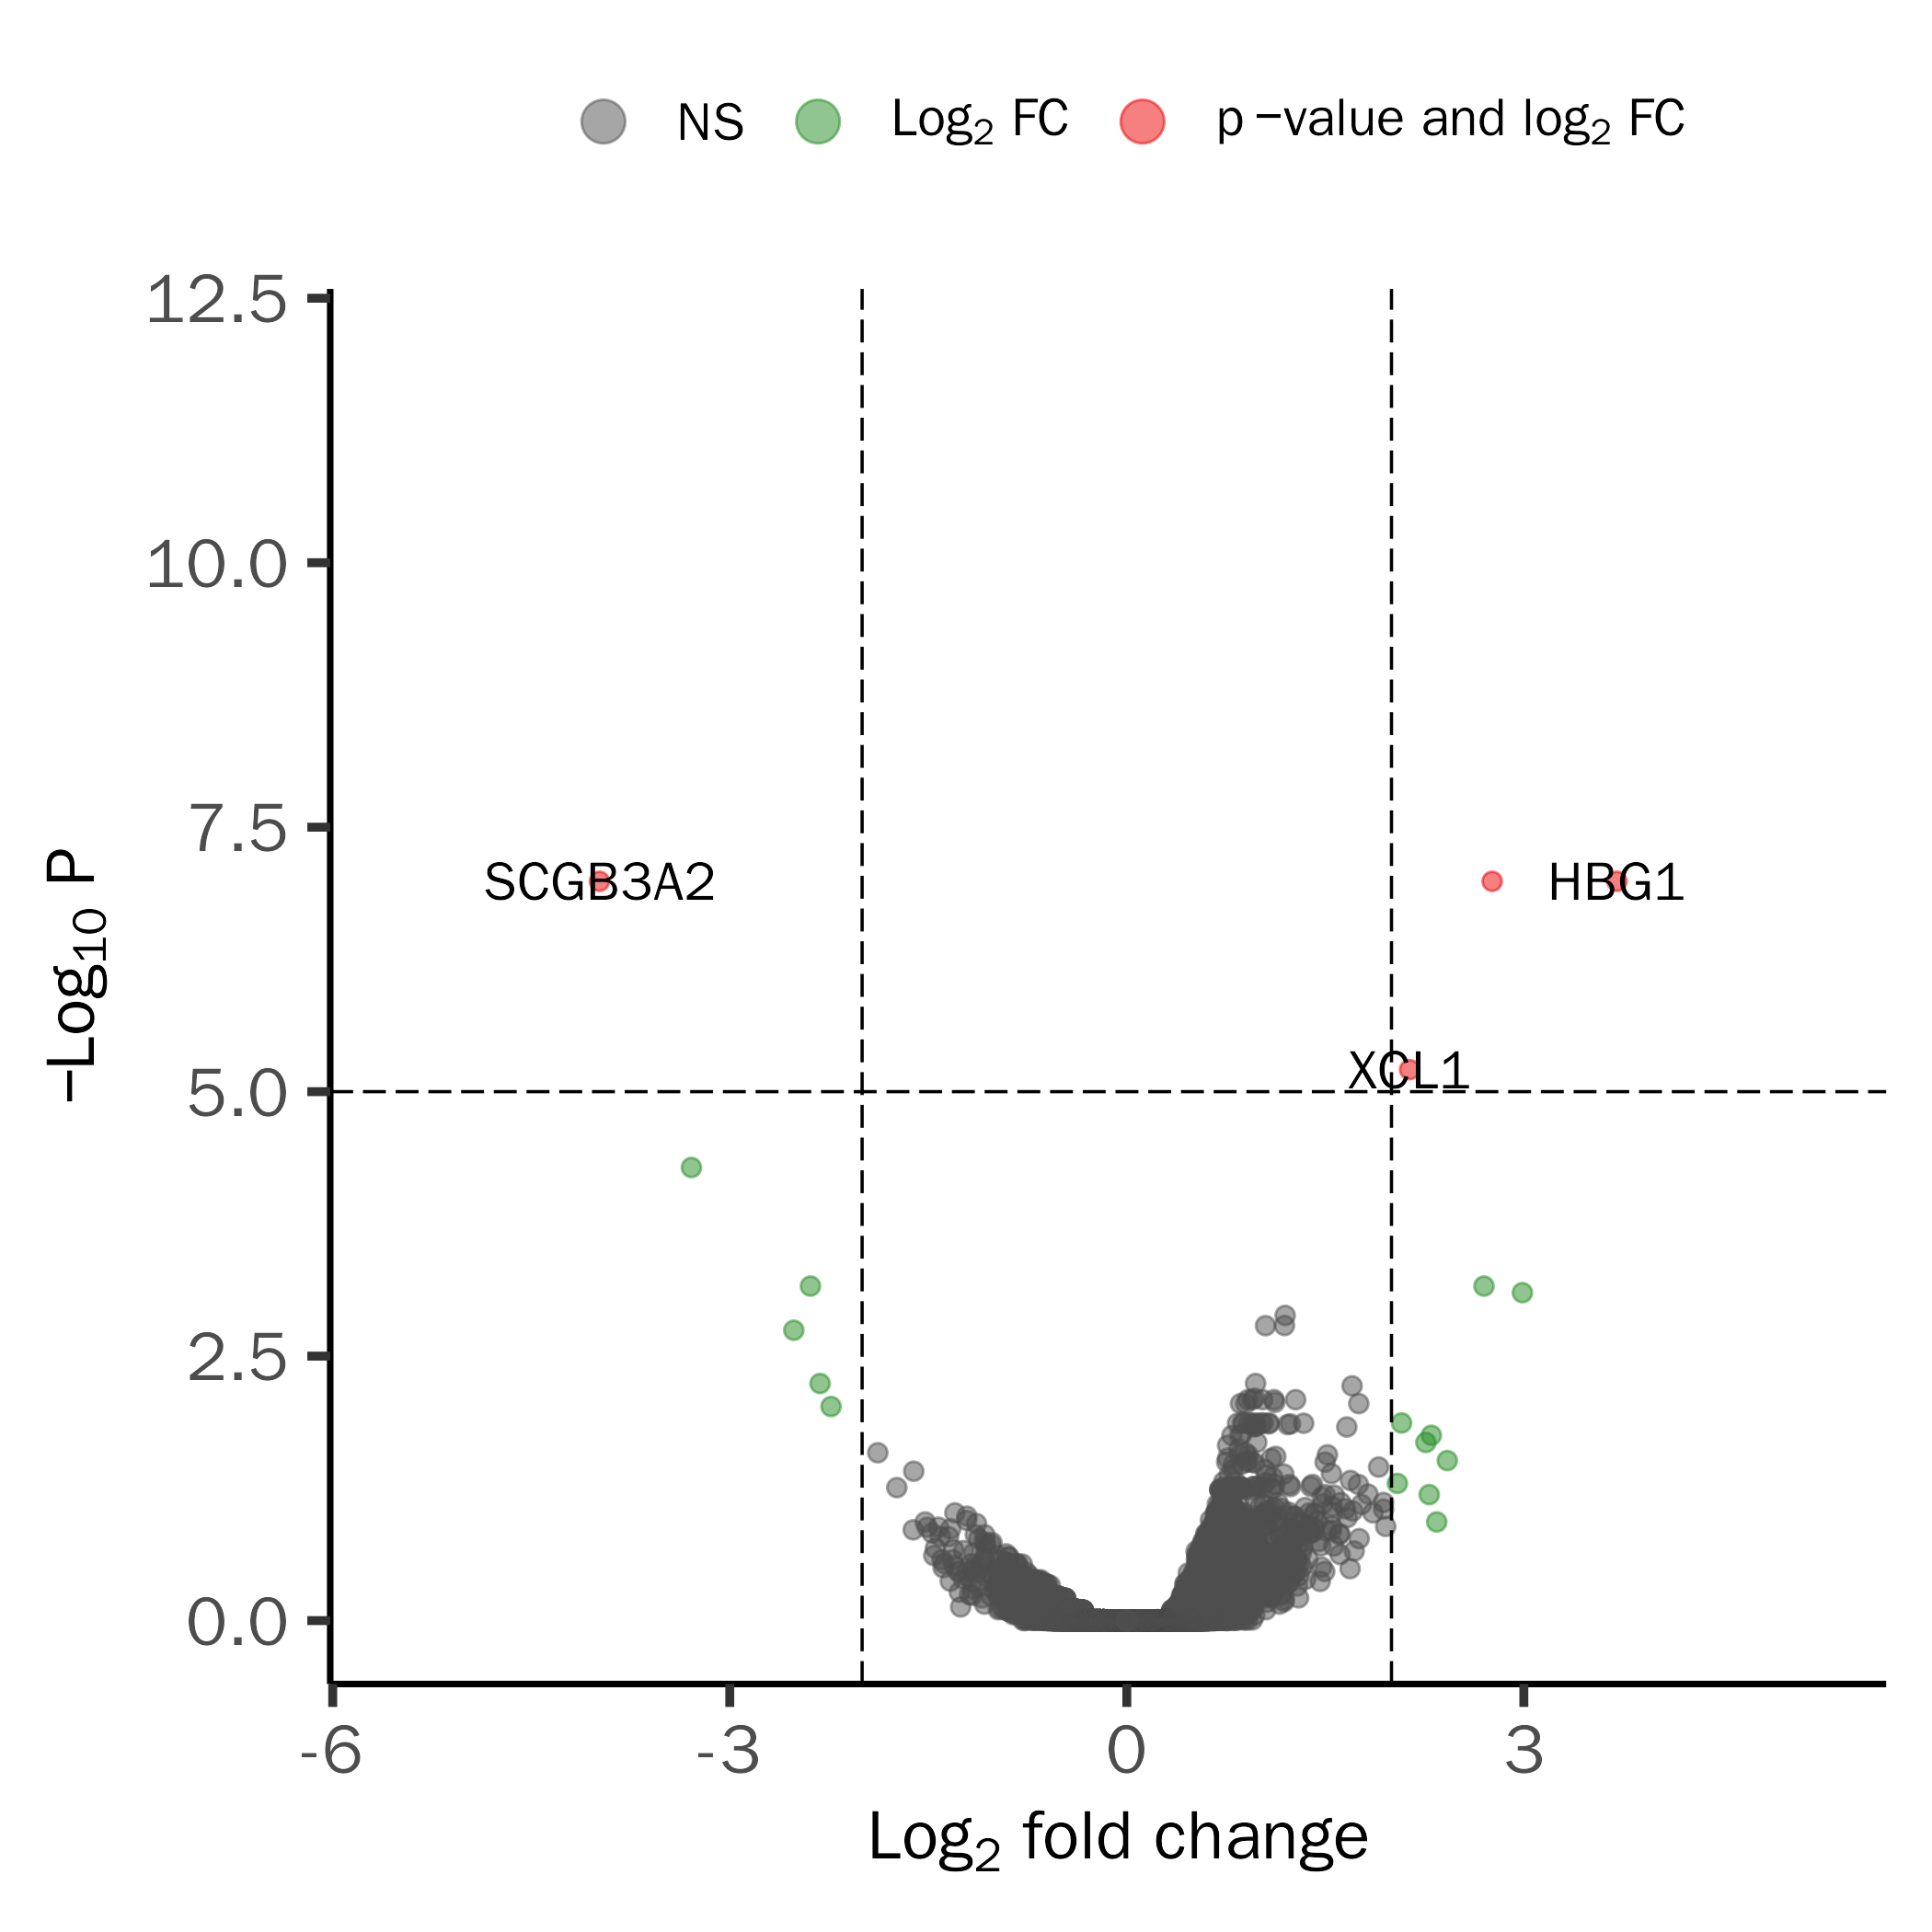 NS Log₂ FC p −value and log₂ FC
12.5
10.0
7.5
5.0
2.5
0.0
−Log₁₀ P
SCGB3A2
HBG1
XCL1
-6 -3 0 3
Log₂ fold change